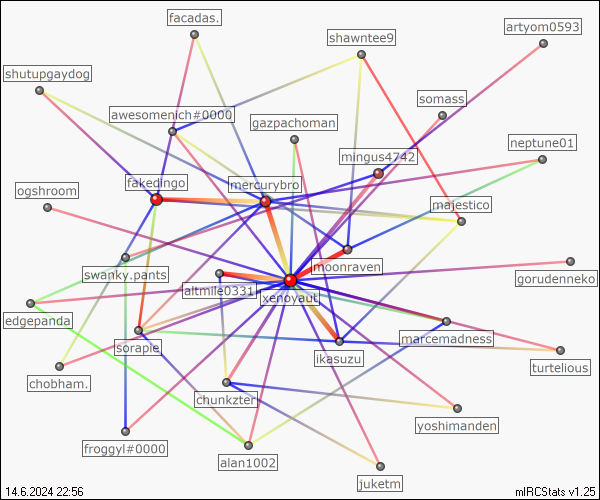 facadas.
artyom0593
shawntee9
shutupgaydog
somass
awesomenich#0000
gazpachoman
neptune01
mingus4742
fakedingo
mercurybro
ogshroom
majestico
moonraven
swanky.pants
gorudenneko
altmile0331
xenoyaut
edgepanda
marcemadness
sorapie
ikasuzu
turtelious
chobham.
chunkzter
yoshimanden
froggyl#0000
alan1002
juketm
14.6.2024 22:56
mIRCStats v1.25